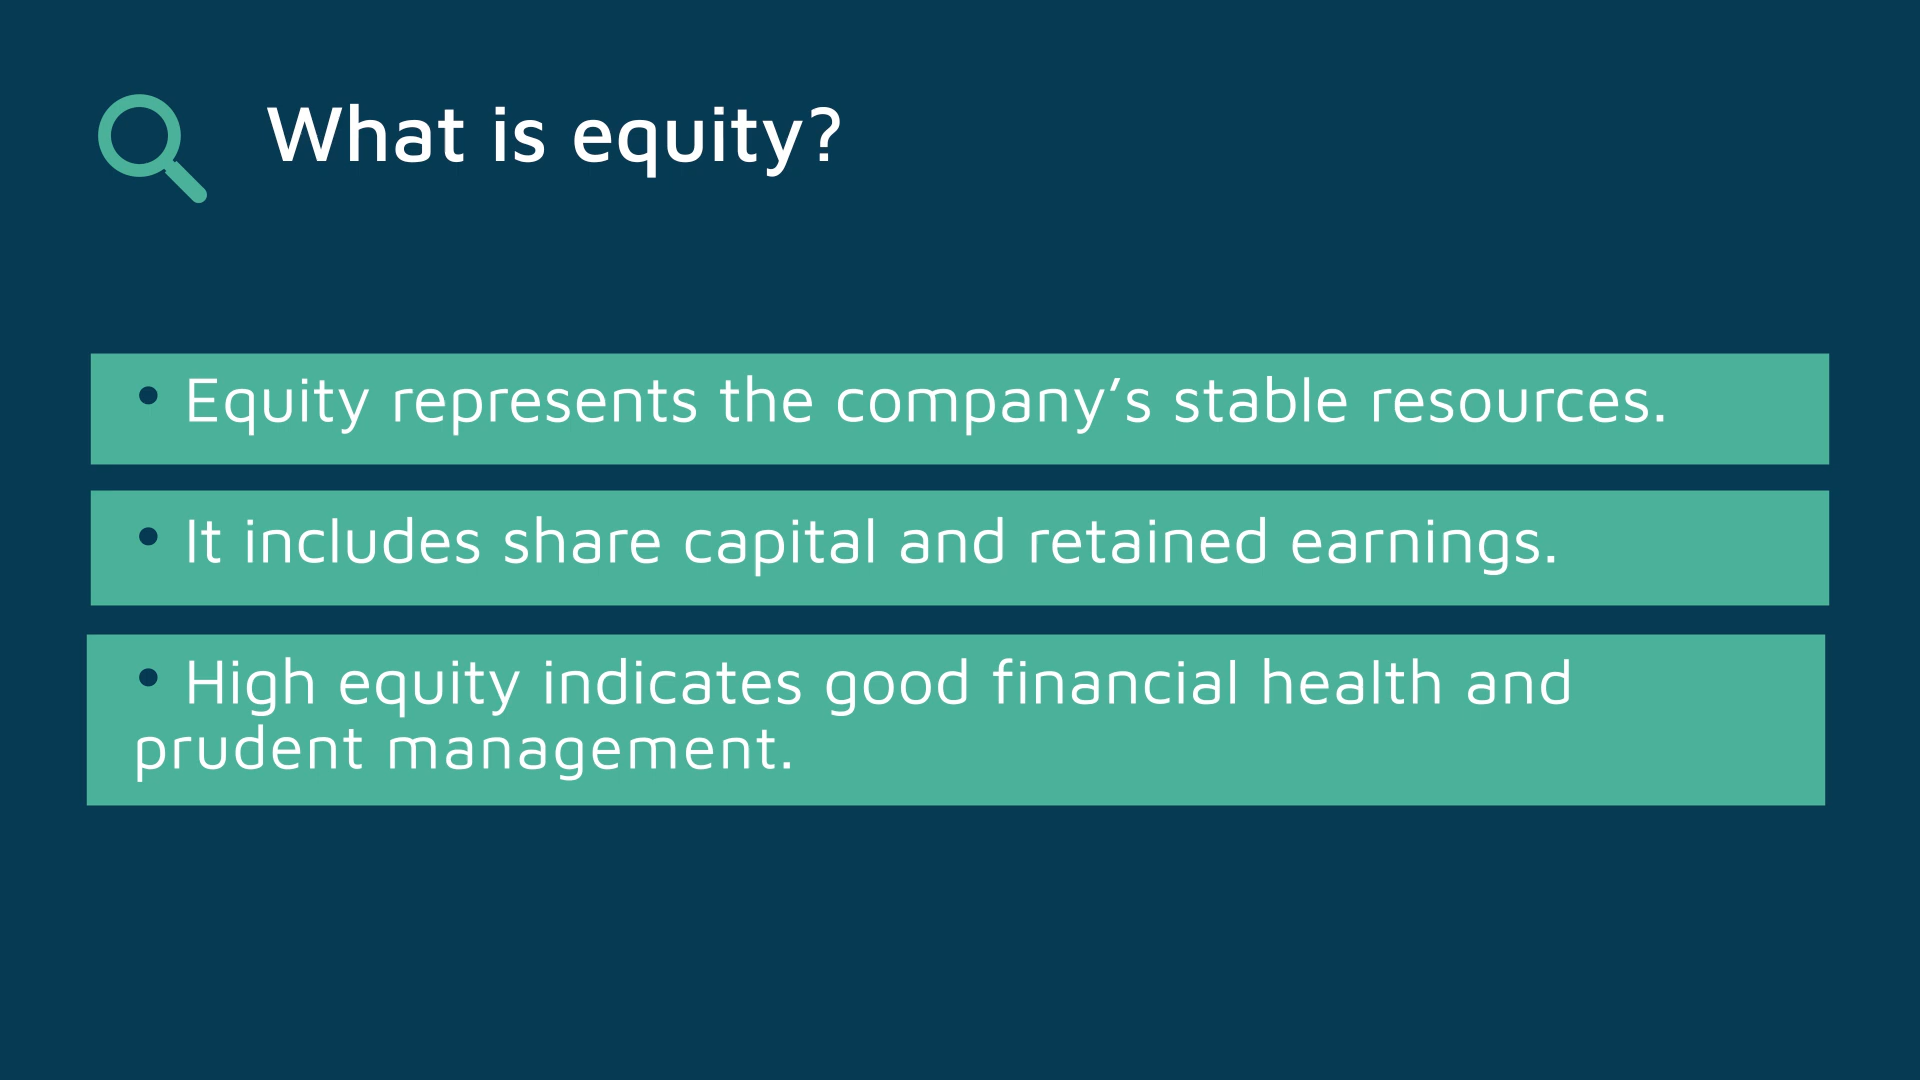 What is equity?
• Equity represents the company’s stable resources.
• It includes share capital and retained earnings.
• High equity indicates good financial health and
prudent management.